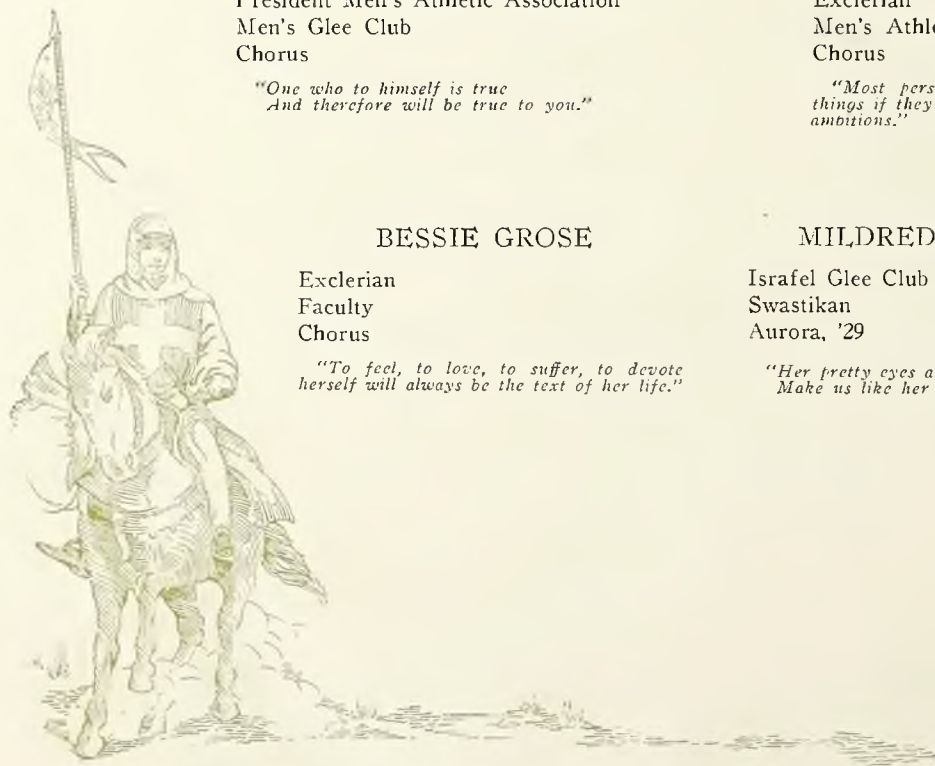 President Men's Athletic Association
Men's Glee Club
Chorus
"One who to himself is true
And therefore will be true to you."
Exclerian
Men's Athle
Chorus
"Most pers
things if they
ambitions."
BESSIE GROSE
Exclerian
Faculty
Chorus
"To feel, to love, to suffer, to devote
herself will always be the text of her life."
MILDRED
Israfel Glee Club
Swastikan
Aurora, '29
"Her pretty eyes a
Make us like her